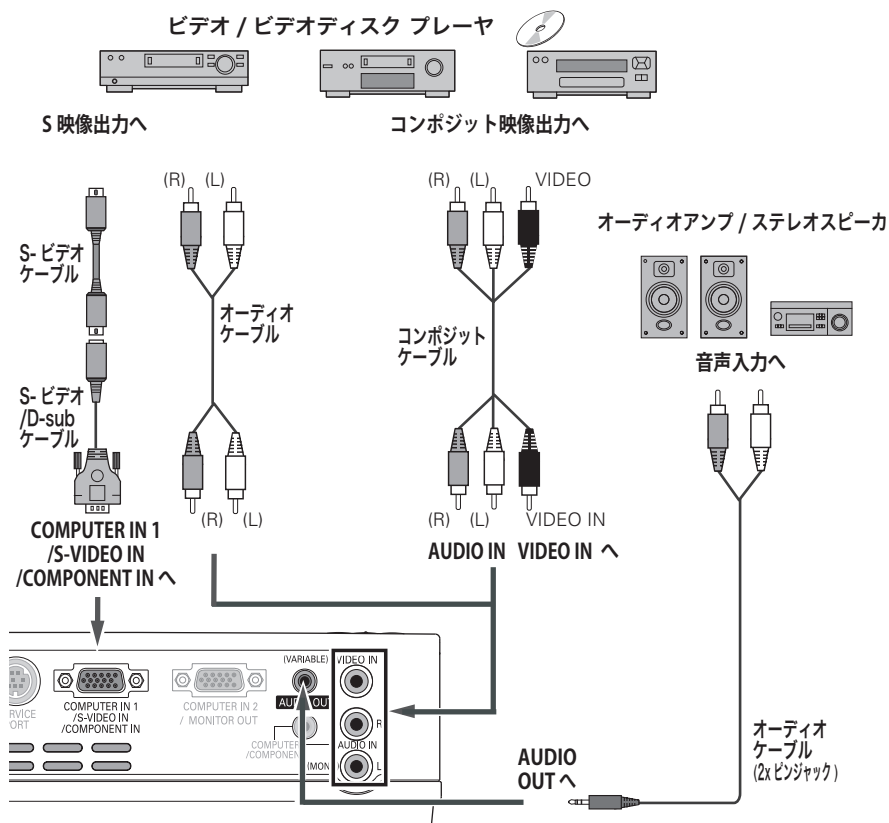 ビデオ / ビデオディスク プレーヤ
S 映像出力へ
コンポジット映像出力へ
(R) (L)
(R) (L) VIDEO
オーディオアンプ / ステレオスピーカ
S- ビデオ
ケーブル
オーディオ
ケーブル
コンポジット
ケーブル
音声入力へ
S- ビデオ
/D-sub
ケーブル
(R) (L)
(R) (L) VIDEO IN
COMPUTER IN 1
/S-VIDEO IN
/COMPONENT IN へ
AUDIO IN VIDEO IN へ
(VARIABLE)
VIDEO IN
AUDIO OUT
COMPUTER IN 1
/S-VIDEO IN
/COMPONENT IN
COMPUTER IN 2
/ MONITOR OUT
R
AUDIO IN
COMPUTER
/COMPONENT
(MONO)
L
AUDIO
OUT へ
オーディオ
ケーブル
(2x ピンジャック )